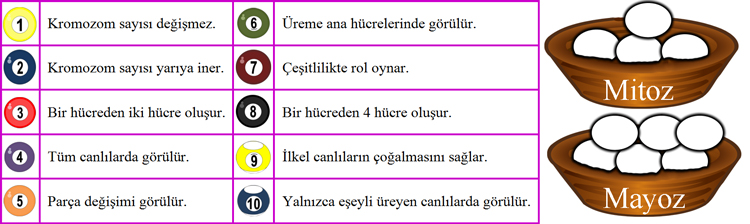 1 Kromozom sayısı değişmez.
6 Üreme ana hücrelerinde görülür.
2 Kromozom sayısı yarıya iner.
7 Çeşitlilikte rol oynar.
3 Bir hücreden iki hücre oluşur.
8 Bir hücreden 4 hücre oluşur.
4 Tüm canlılarda görülür.
9 İlkel canlıların çoğalmasını sağlar.
5 Parça değişimi görülür.
10 Yalnızca eşeyli üreyen canlılarda görülür.
Mitoz
Mayoz